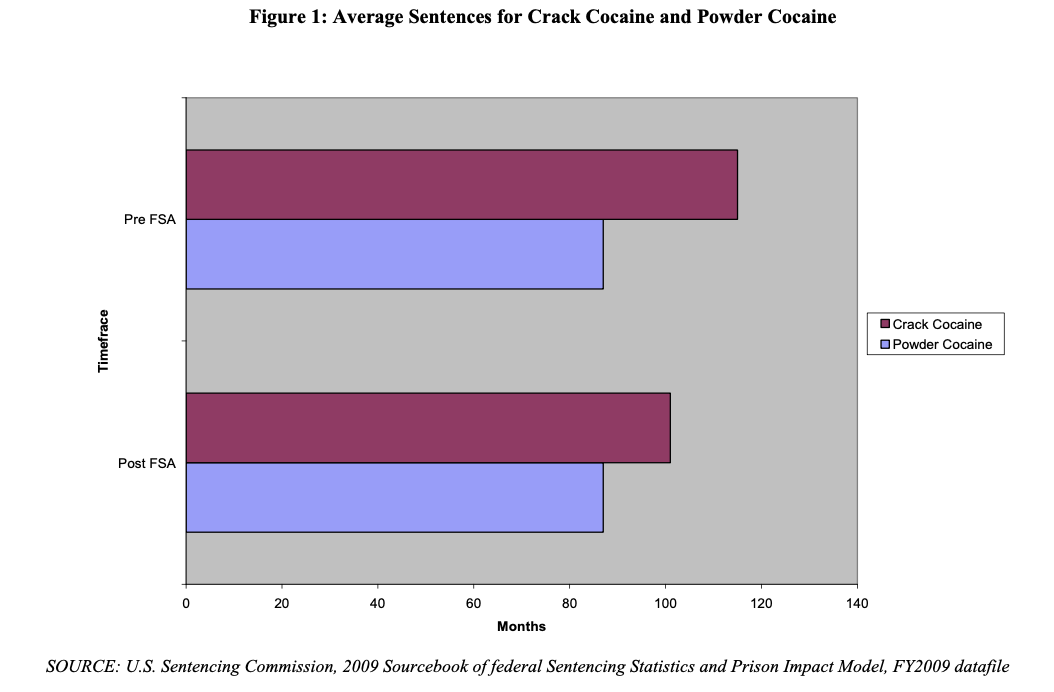 Figure 1: Average Sentences for Crack Cocaine and Powder Cocaine
Pre FSA
Timefrace
Post FSA
Crack Cocaine
Powder Cocaine
0 20 40 60 80 100 120 140
Months
SOURCE: U.S. Sentencing Commission, 2009 Sourcebook of federal Sentencing Statistics and Prison Impact Model, FY2009 datafile